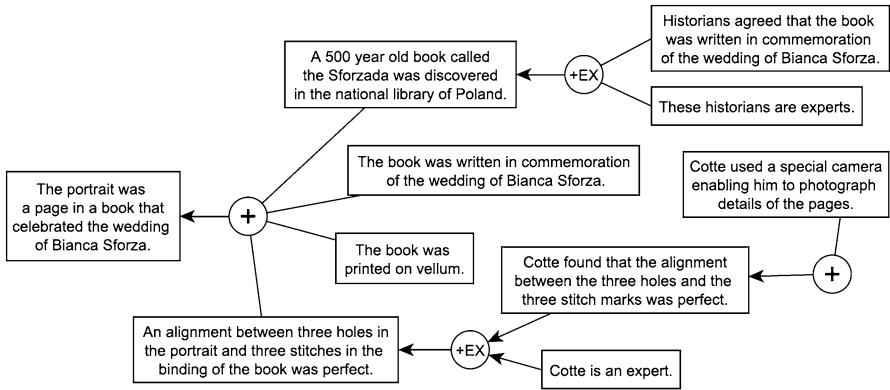 Historians agreed that the book
was written in commemoration
of the wedding of Bianca Sforza.
A 500 year old book called
the Sforzada was discovered
in the national library of Poland.
+EX
These historians are experts.
The book was written in commemoration
of the wedding of Bianca Sforza.
Cotte used a special camera
enabling him to photograph
details of the pages.
The portrait was
a page in a book that
celebrated the wedding
of Bianca Sforza.
+
The book was
printed on vellum.
Cotte found that the alignment
between the three holes and the
three stitch marks was perfect.
+
An alignment between three holes in
the portrait and three stitches in the
binding of the book was perfect.
+EX
Cotte is an expert.